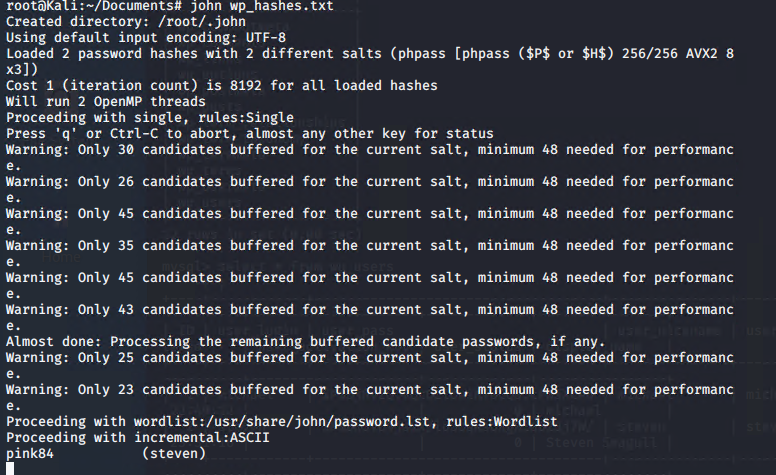 root@Kali:~/Documents# john wp_hashes.txt
Created directory: /root/.john
Using default input encoding: UTF-8
Loaded 2 password hashes with 2 different salts (phpass [phpass ($P$ or $H$) 256/256 AVX2 8
x3])
Cost 1 (iteration count) is 8192 for all loaded hashes
Will run 2 OpenMP threads
Proceeding with single, rules:Single
Press 'q' or Ctrl-C to abort, almost any other key for status
Warning: Only 30 candidates buffered for the current salt, minimum 48 needed for performanc
e.
Warning: Only 26 candidates buffered for the current salt, minimum 48 needed for performanc
e.
Warning: Only 45 candidates buffered for the current salt, minimum 48 needed for performanc
e.
Warning: Only 35 candidates buffered for the current salt, minimum 48 needed for performanc
e.
Warning: Only 45 candidates buffered for the current salt, minimum 48 needed for performanc
e.
Warning: Only 43 candidates buffered for the current salt, minimum 48 needed for performanc
e.
Almost done: Processing the remaining buffered candidate passwords, if any.
Warning: Only 25 candidates buffered for the current salt, minimum 48 needed for performanc
e.
Warning: Only 23 candidates buffered for the current salt, minimum 48 needed for performanc
e.
Proceeding with wordlist:/usr/share/john/password.lst, rules:Wordlist
Proceeding with incremental:ASCII
pink84 (steven)